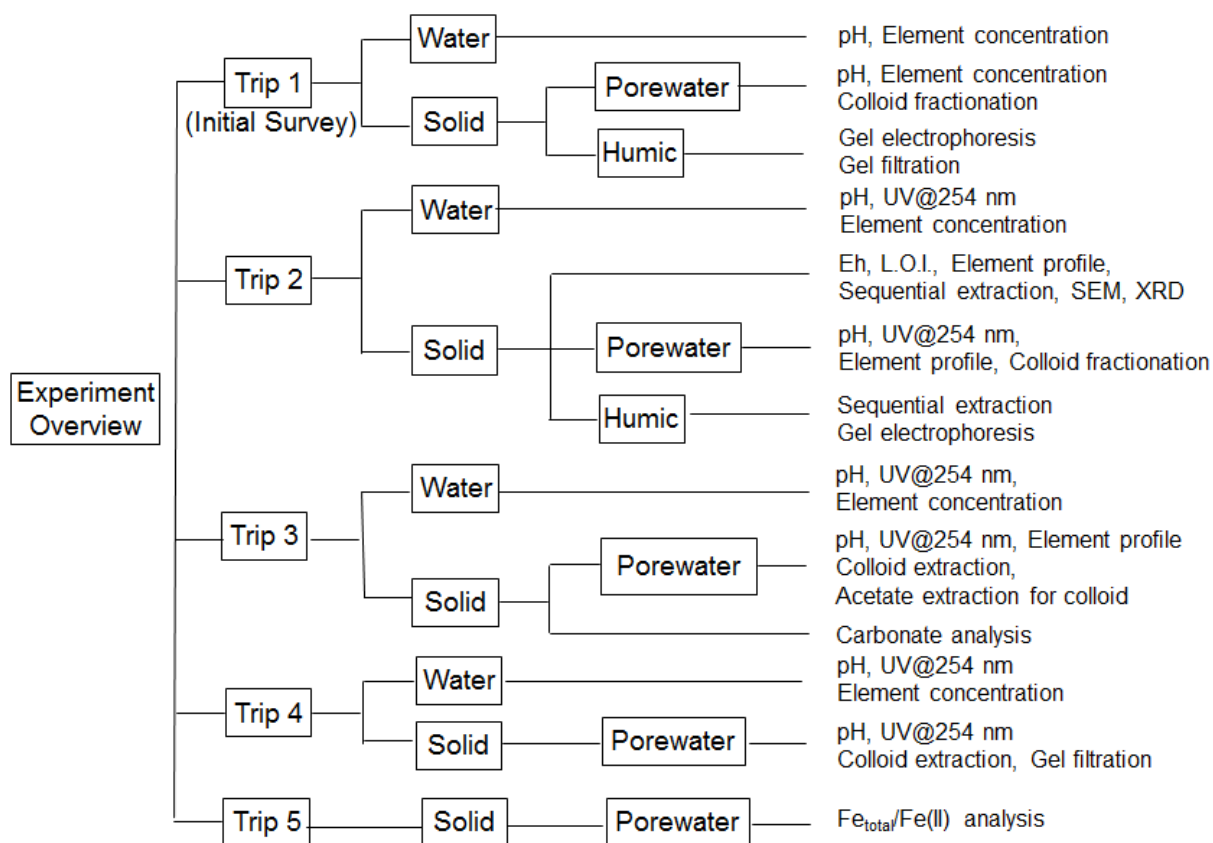 Experiment
Overview
Trip 1
(Initial Survey)
Water
pH, Element concentration
Solid
Porewater
pH, Element concentration
Colloid fractionation
Humic
Gel electrophoresis
Gel filtration
Trip 2
Water
pH, UV@254 nm
Element concentration
Solid
Eh, L.O.I., Element profile,
Sequential extraction, SEM, XRD
Porewater
pH, UV@254 nm,
Element profile, Colloid fractionation
Humic
Sequential extraction
Gel electrophoresis
Trip 3
Water
pH, UV@254 nm,
Element concentration
Solid
Porewater
pH, UV@254 nm, Element profile
Colloid extraction,
Acetate extraction for colloid
Carbonate analysis
Trip 4
Water
pH, UV@254 nm
Element concentration
Solid
Porewater
pH, UV@254 nm
Colloid extraction, Gel filtration
Trip 5
Solid
Porewater
Fetotal/Fe(II) analysis